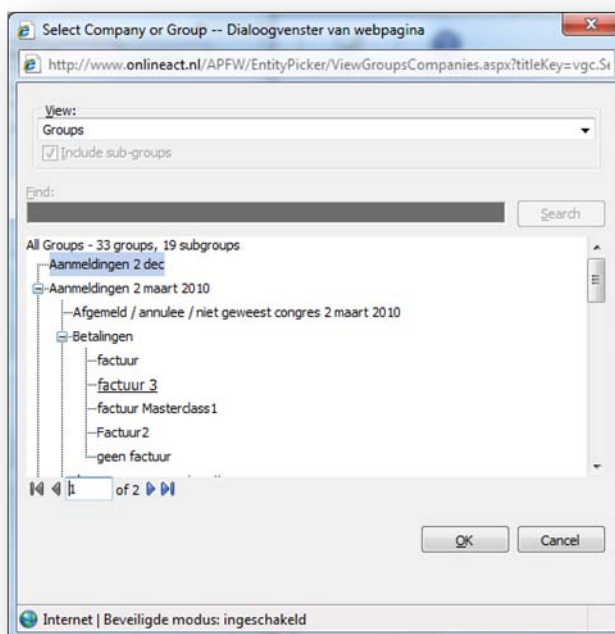 Select Company or Group -- Dialoogvenster van webpagina
http://www.onlineact.nl/APFW/EntityPicker/ViewGroupsCompanies.aspx?titleKey=vgc.Se
View:
Groups
Include sub-groups
Find:
Search
All Groups - 33 groups, 19 subgroups
Aanmeldingen 2 dec
Aanmeldingen 2 maart 2010
Afgemeld / annulee / niet geweest congres 2 maart 2010
Betalingen
factuur
factuur 3
factuur Masterclass1
Factuur2
geen factuur
1 of 2
OK Cancel
Internet | Beveiligde modus: ingeschakeld